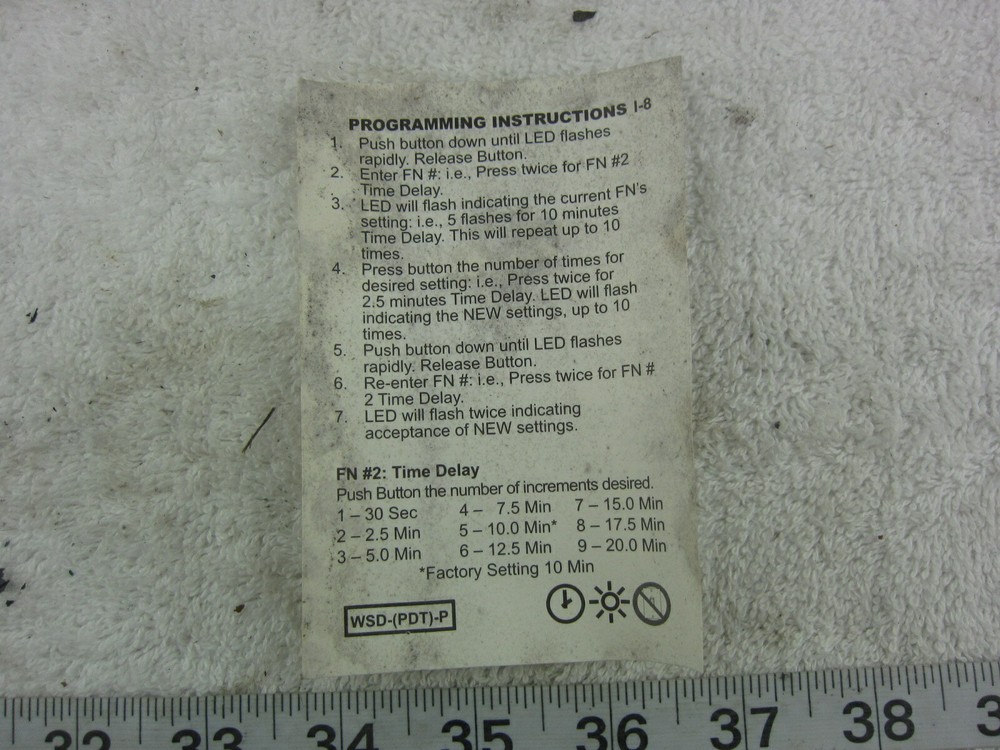 PROGRAMMING INSTRUCTIONS I-8
1. Push button down until LED flashes
rapidly. Release Button.
2. Enter FN #: i.e., Press twice for FN #2
Time Delay.
3. LED will flash indicating the current FN's
setting: i.e., 5 flashes for 10 minutes
Time Delay. This will repeat up to 10
times.
4. Press button the number of times for
desired setting: i.e., Press twice for
2.5 minutes Time Delay. LED will flash
indicating the NEW settings, up to 10
times.
5. Push button down until LED flashes
rapidly. Release Button.
6. Re-enter FN #: i.e., Press twice for FN #
2 Time Delay.
7. LED will flash twice indicating
acceptance of NEW settings.
FN #2: Time Delay
Push Button the number of increments desired.
1 – 30 Sec 4 – 7.5 Min 7 – 15.0 Min
2 – 2.5 Min 5 – 10.0 Min* 8 – 17.5 Min
3 – 5.0 Min 6 – 12.5 Min 9 – 20.0 Min
*Factory Setting 10 Min
WSD-(PDT)-P
32 33 34 35 36 37 38